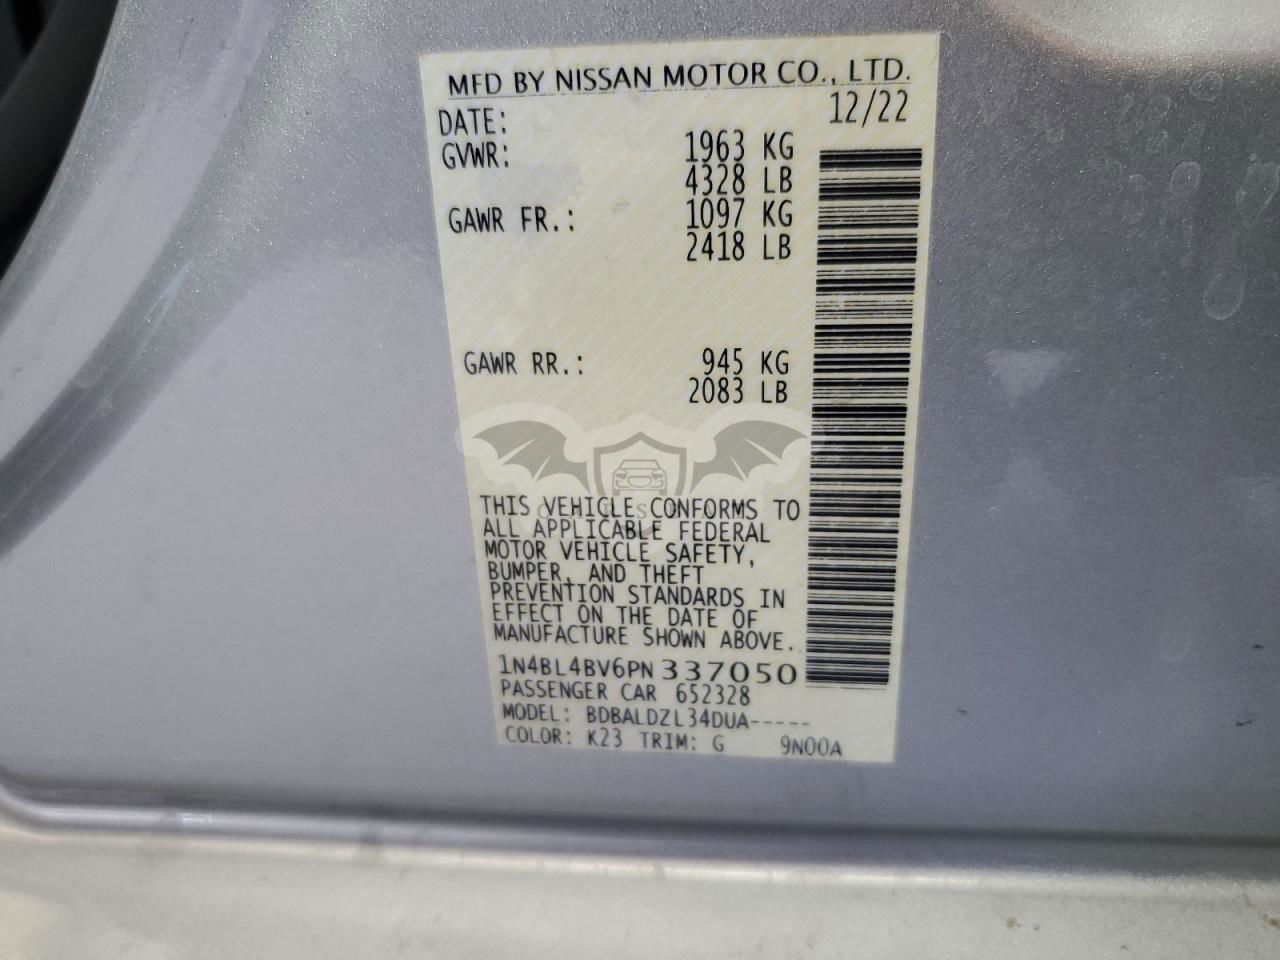 MFD BY NISSAN MOTOR CO., LTD.
DATE: 12/22
GVWR: 1963 KG
4328 LB
GAWR FR.: 1097 KG
2418 LB
GAWR RR.: 945 KG
2083 LB
THIS VEHICLE CONFORMS TO
ALL APPLICABLE FEDERAL
MOTOR VEHICLE SAFETY,
BUMPER, AND THEFT
PREVENTION STANDARDS IN
EFFECT ON THE DATE OF
MANUFACTURE SHOWN ABOVE.
1N4BL4BV6PN337050
PASSENGER CAR 652328
MODEL: BDBALDZL34DUA-----
COLOR: K23 TRIM: G 9N00A